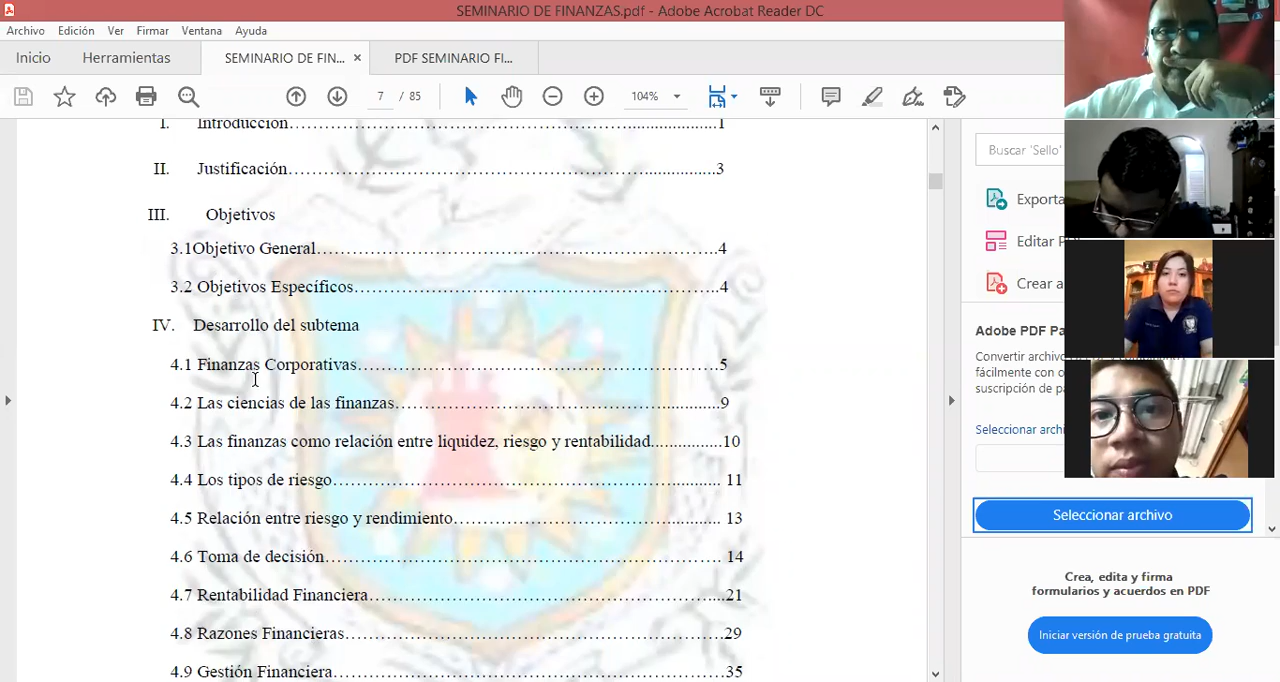 SEMINARIO DE FINANZAS.pdf - Adobe Acrobat Reader DC
Archivo Edición Ver Firmar Ventana Ayuda
Inicio Herramientas SEMINARIO DE FIN... × PDF SEMINARIO FI...
7 / 85 104%
I. Introducción 1
II. Justificación 3
III. Objetivos
3.1Objetivo General 4
3.2 Objetivos Específicos 4
IV. Desarrollo del subtema
4.1 Finanzas Corporativas 5
4.2 Las ciencias de las finanzas 9
4.3 Las finanzas como relación entre liquidez, riesgo y rentabilidad 10
4.4 Los tipos de riesgo 11
4.5 Relación entre riesgo y rendimiento 13
4.6 Toma de decisión 14
4.7 Rentabilidad Financiera 21
4.8 Razones Financieras 29
4.9 Gestión Financiera 35
Buscar 'Sello'
Exporta
Editar P
Crear a
Adobe PDF Pa
Convertir archivo
fácilmente con o
suscripción de pa
Seleccionar archi
Seleccionar archivo
Crea, edita y firma
formularios y acuerdos en PDF
Iniciar versión de prueba gratuita